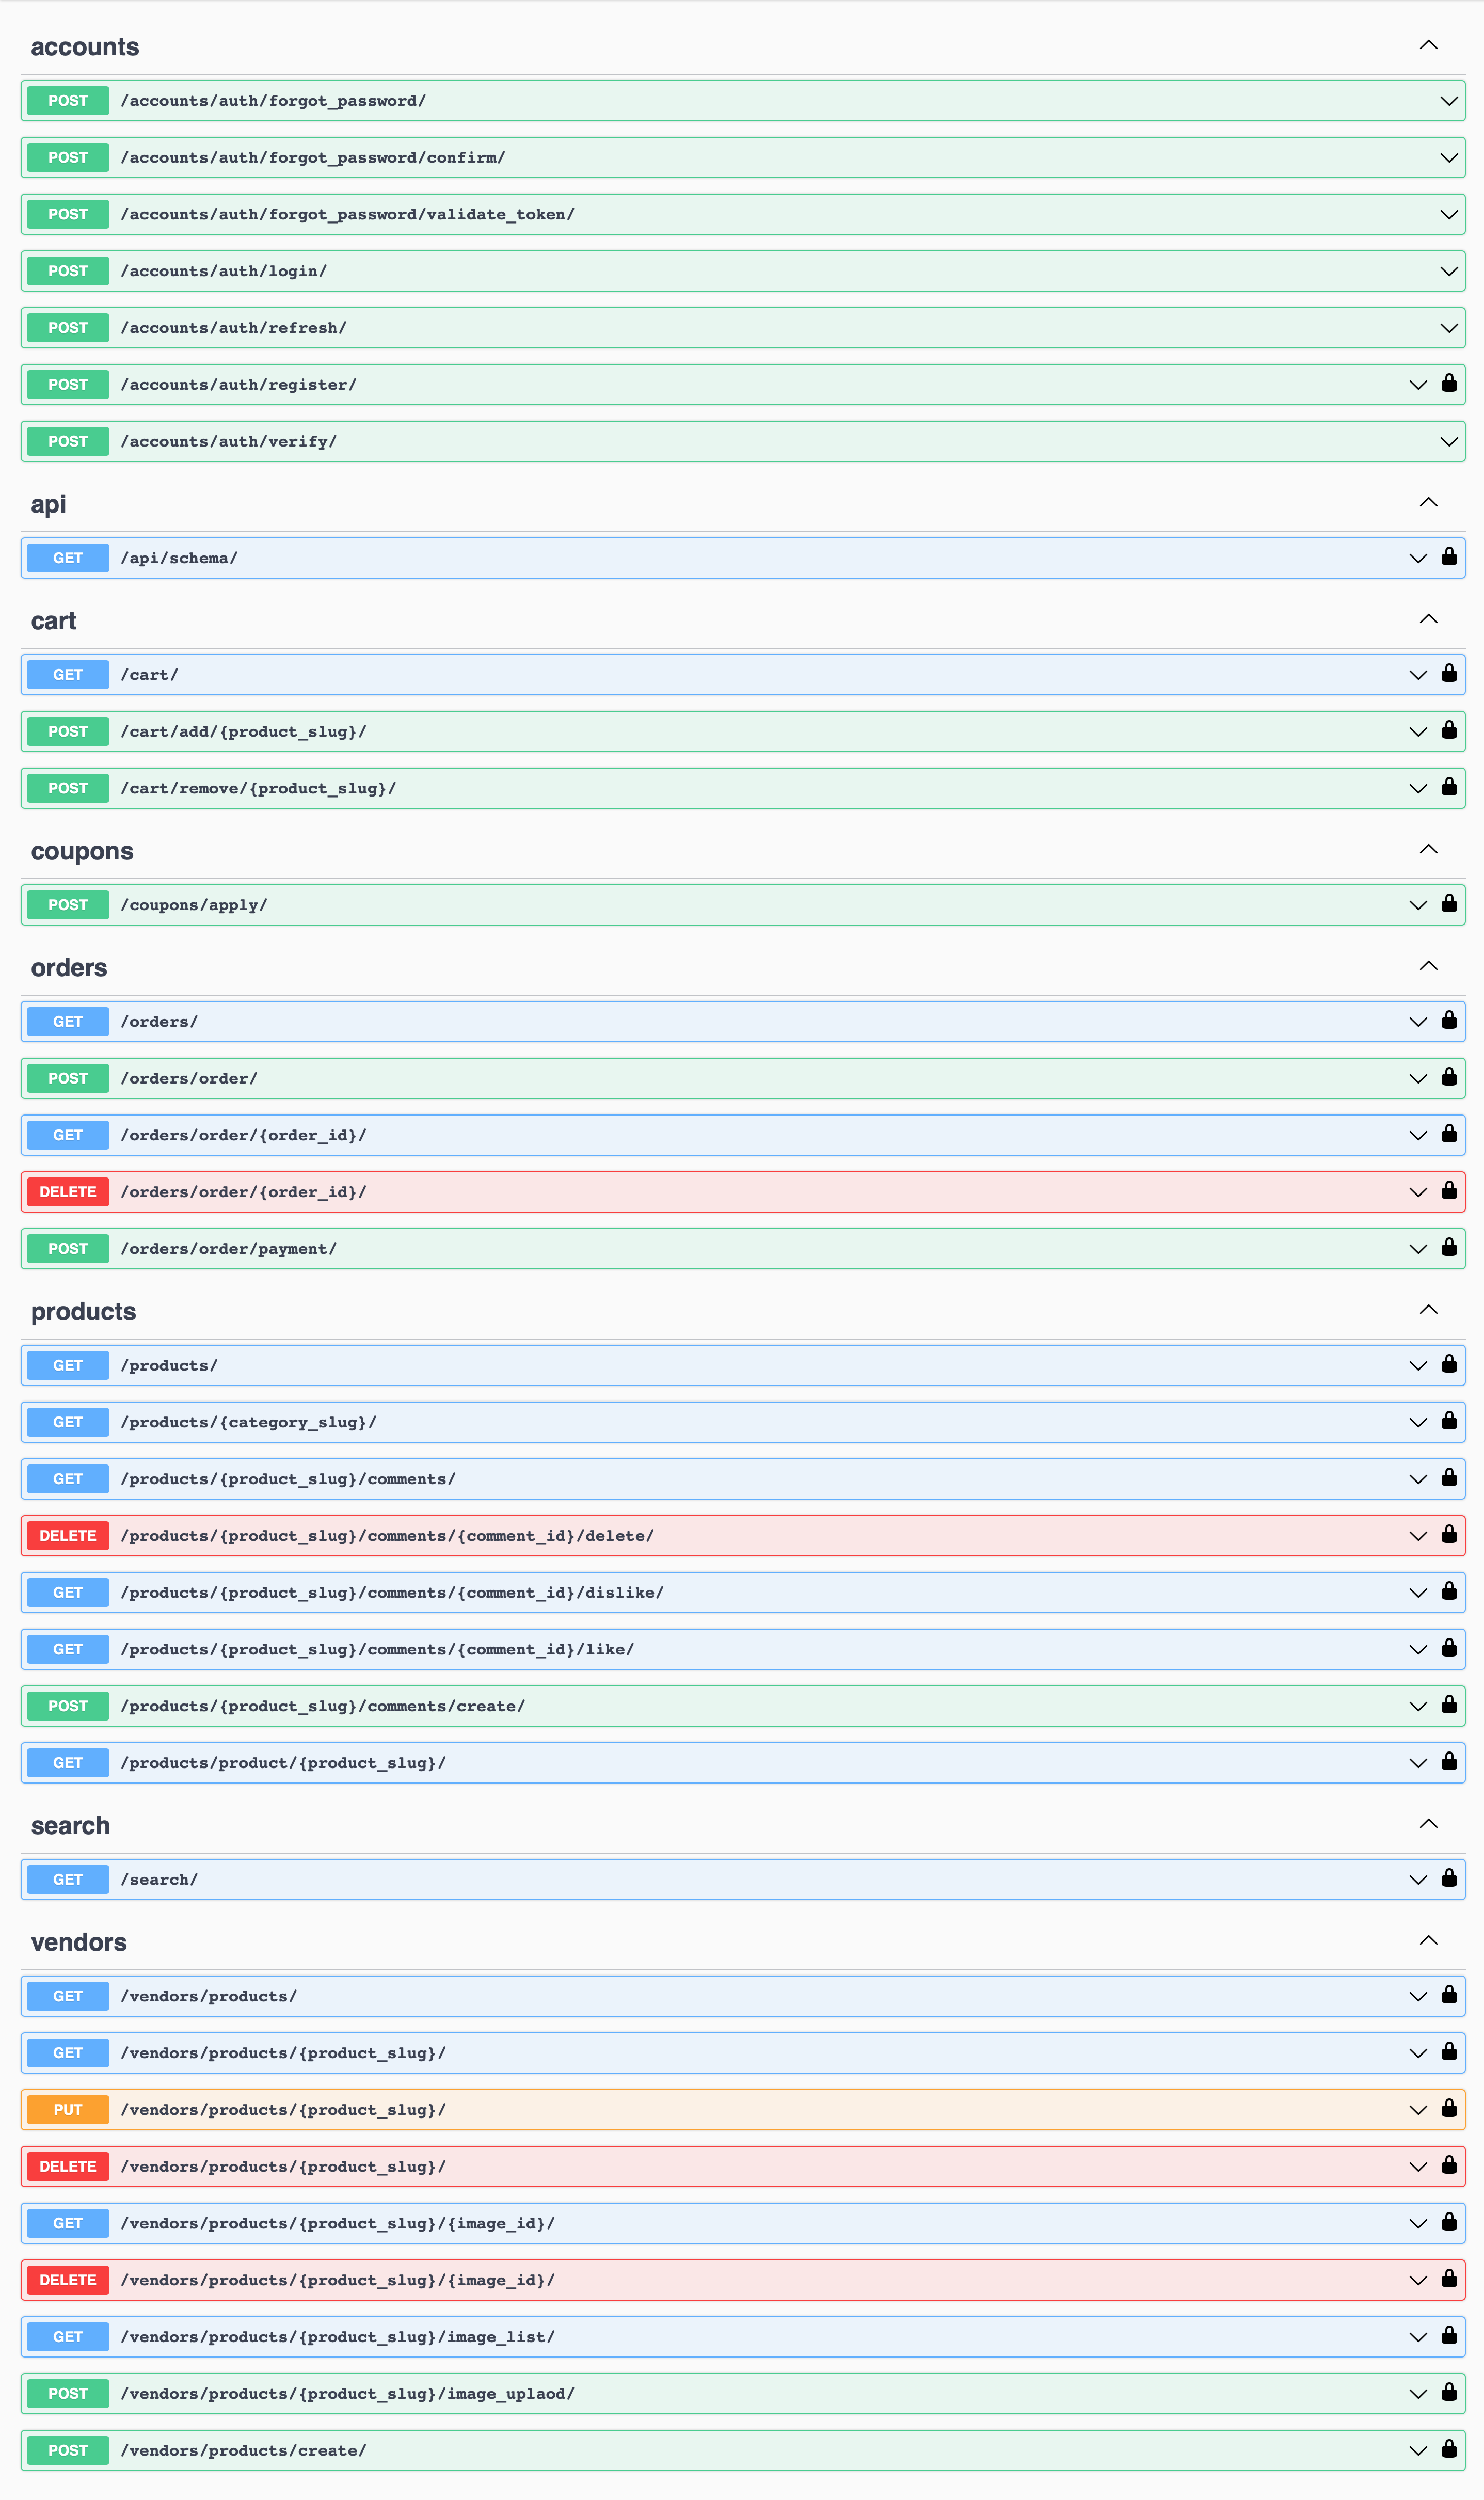 accounts
POST /accounts/auth/forgot_password/
POST /accounts/auth/forgot_password/confirm/
POST /accounts/auth/forgot_password/validate_token/
POST /accounts/auth/login/
POST /accounts/auth/refresh/
POST /accounts/auth/register/
POST /accounts/auth/verify/
api
GET /api/schema/
cart
GET /cart/
POST /cart/add/{product_slug}/
POST /cart/remove/{product_slug}/
coupons
POST /coupons/apply/
orders
GET /orders/
POST /orders/order/
GET /orders/order/{order_id}/
DELETE /orders/order/{order_id}/
POST /orders/order/payment/
products
GET /products/
GET /products/{category_slug}/
GET /products/{product_slug}/comments/
DELETE /products/{product_slug}/comments/{comment_id}/delete/
GET /products/{product_slug}/comments/{comment_id}/dislike/
GET /products/{product_slug}/comments/{comment_id}/like/
POST /products/{product_slug}/comments/create/
GET /products/product/{product_slug}/
search
GET /search/
vendors
GET /vendors/products/
GET /vendors/products/{product_slug}/
PUT /vendors/products/{product_slug}/
DELETE /vendors/products/{product_slug}/
GET /vendors/products/{product_slug}/{image_id}/
DELETE /vendors/products/{product_slug}/{image_id}/
GET /vendors/products/{product_slug}/image_list/
POST /vendors/products/{product_slug}/image_uplaod/
POST /vendors/products/create/